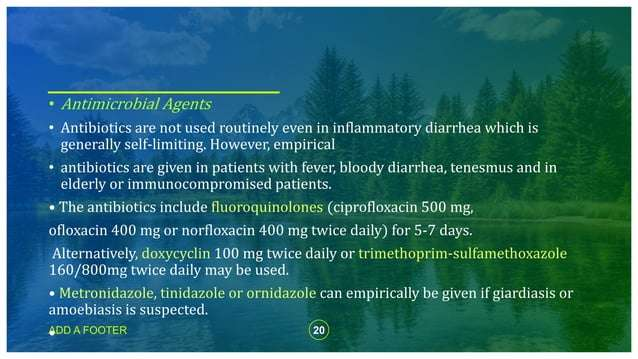 • Antimicrobial Agents
• Antibiotics are not used routinely even in inflammatory diarrhea which is
generally self-limiting. However, empirical
• antibiotics are given in patients with fever, bloody diarrhea, tenesmus and in
elderly or immunocompromised patients.
• The antibiotics include fluoroquinolones (ciprofloxacin 500 mg,
ofloxacin 400 mg or norfloxacin 400 mg twice daily) for 5-7 days.
Alternatively, doxycyclin 100 mg twice daily or trimethoprim-sulfamethoxazole
160/800mg twice daily may be used.
• Metronidazole, tinidazole or ornidazole can empirically be given if giardiasis or
amoebiasis is suspected.
•
ADD A FOOTER
20